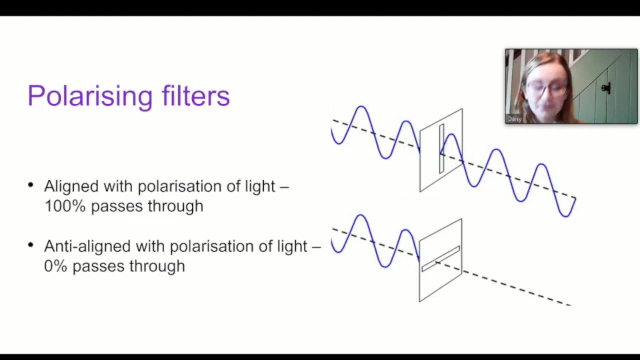 Polarising filters
• Aligned with polarisation of light –
100% passes through
• Anti-aligned with polarisation of light –
0% passes through
Daisy